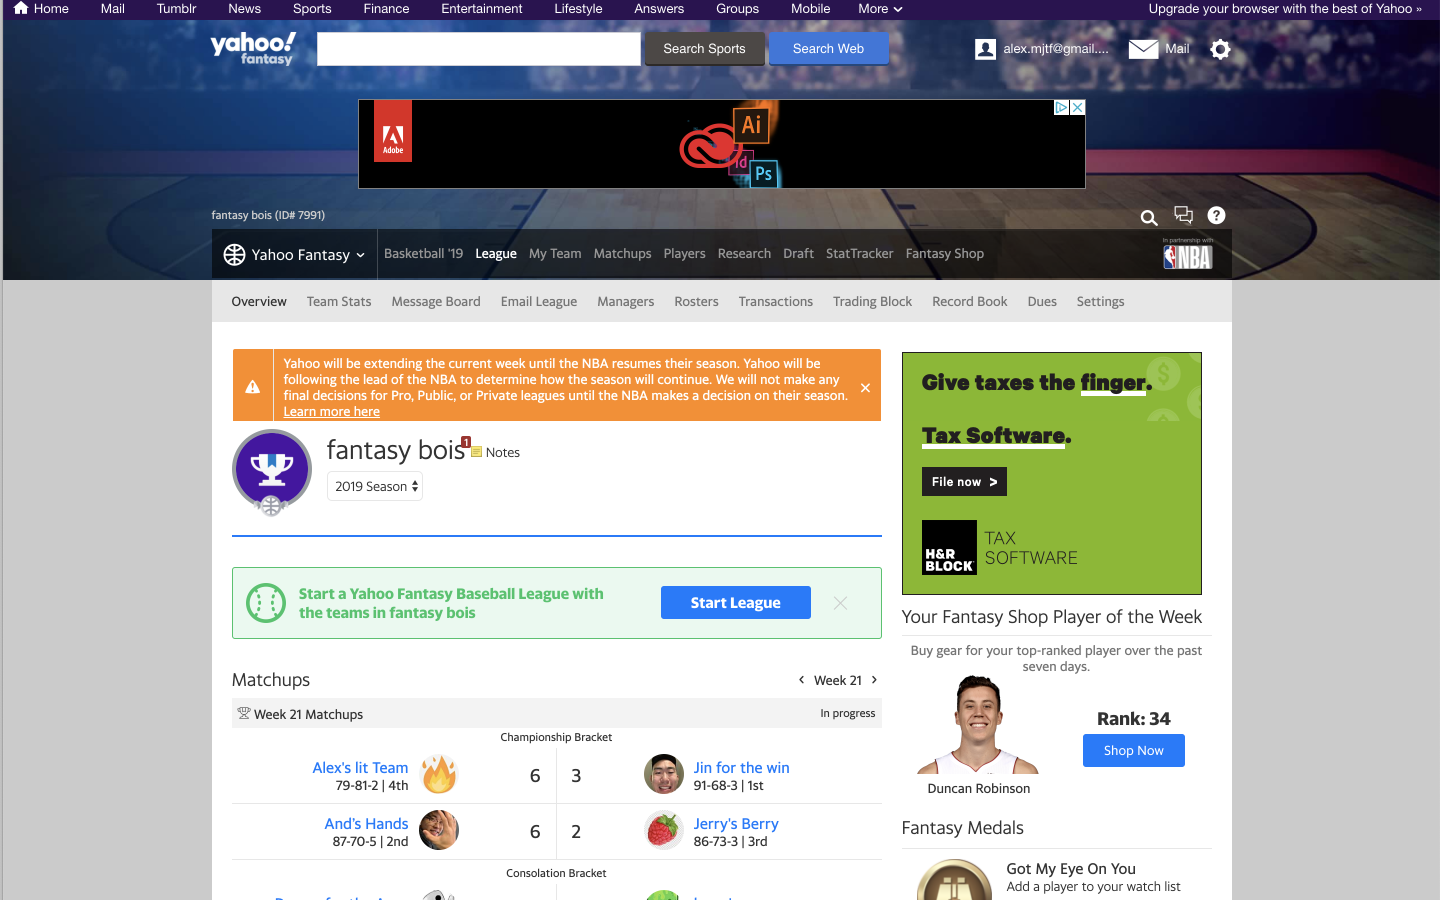 Home Mail Tumblr News Sports Finance Entertainment Lifestyle Answers Groups Mobile More Upgrade your browser with the best of Yahoo »
yahoo! fantasy
Search Sports Search Web
alex.mjtf@gmail.... Mail
Adobe
Ai
Id
Ps
fantasy bois (ID# 7991)
?
Yahoo Fantasy Basketball '19 League My Team Matchups Players Research Draft StatTracker Fantasy Shop
In partnership with
NBA
Overview Team Stats Message Board Email League Managers Rosters Transactions Trading Block Record Book Dues Settings
Yahoo will be extending the current week until the NBA resumes their season. Yahoo will be
following the lead of the NBA to determine how the season will continue. We will not make any
final decisions for Pro, Public, or Private leagues until the NBA makes a decision on their season.
Learn more here
fantasy bois 1 Notes
2019 Season
Start a Yahoo Fantasy Baseball League with
the teams in fantasy bois
Start League
Matchups
Week 21
Week 21 Matchups In progress
Championship Bracket
Alex's lit Team 6 3 Jin for the win
79-81-2 | 4th 91-68-3 | 1st
And's Hands 6 2 Jerry's Berry
87-70-5 | 2nd 86-73-3 | 3rd
Consolation Bracket
Give taxes the finger.
Tax Software.
File now >
H&R
BLOCK
TAX
SOFTWARE
Your Fantasy Shop Player of the Week
Buy gear for your top-ranked player over the past
seven days.
Rank: 34
Shop Now
Duncan Robinson
Fantasy Medals
Got My Eye On You
Add a player to your watch list